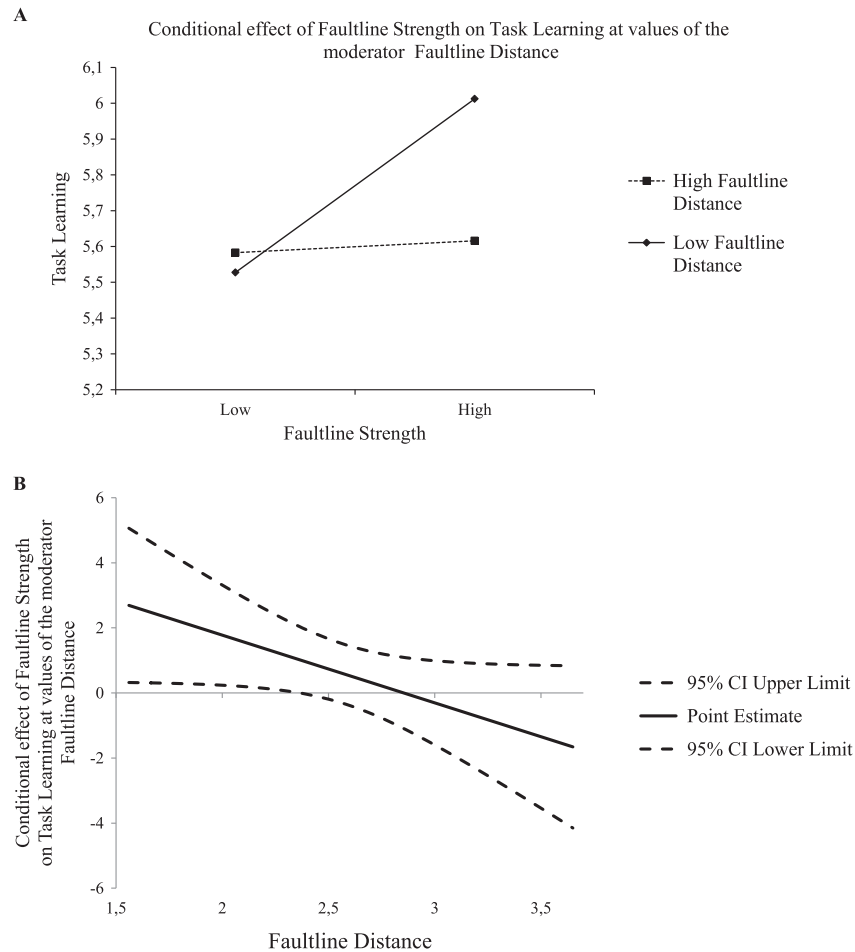 A
Conditional effect of Faultline Strength on Task Learning at values of the
moderator Faultline Distance
6,1
6
5,9
5,8
5,7
5,6
5,5
5,4
5,3
5,2
Task Learning
Low
High
Faultline Strength
High Faultline
Distance
Low Faultline
Distance
B
Conditional effect of Faultline Strength
on Task Learning at values of the moderator
Faultline Distance
6
4
2
0
-2
-4
-6
1,5
2
2,5
3
3,5
Faultline Distance
95% CI Upper Limit
Point Estimate
95% CI Lower Limit